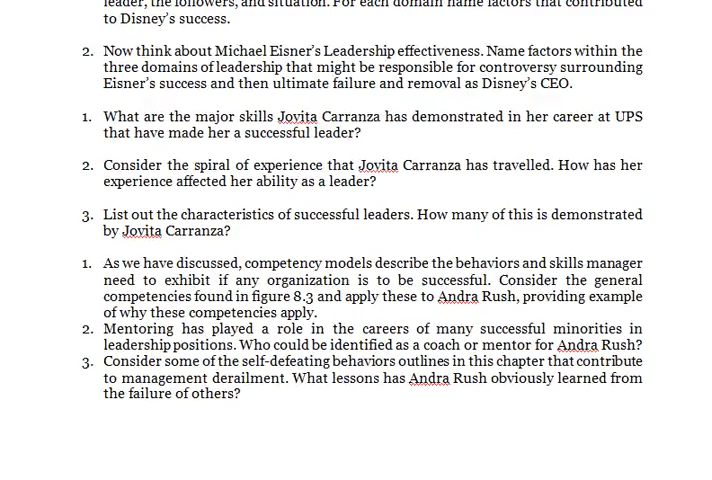 leader, the followers, and situation. For each domain name factors that contributed
to Disney's success.
2. Now think about Michael Eisner's Leadership effectiveness. Name factors within the
three domains of leadership that might be responsible for controversy surrounding
Eisner's success and then ultimate failure and removal as Disney's CEO.
1. What are the major skills Jovita Carranza has demonstrated in her career at UPS
that have made her a successful leader?
2. Consider the spiral of experience that Jovita Carranza has travelled. How has her
experience affected her ability as a leader?
3. List out the characteristics of successful leaders. How many of this is demonstrated
by Jovita Carranza?
1. As we have discussed, competency models describe the behaviors and skills manager
need to exhibit if any organization is to be successful. Consider the general
competencies found in figure 8.3 and apply these to Andra Rush, providing example
of why these competencies apply.
2. Mentoring has played a role in the careers of many successful minorities in
leadership positions. Who could be identified as a coach or mentor for Andra Rush?
3. Consider some of the self-defeating behaviors outlines in this chapter that contribute
to management derailment. What lessons has Andra Rush obviously learned from
the failure of others?